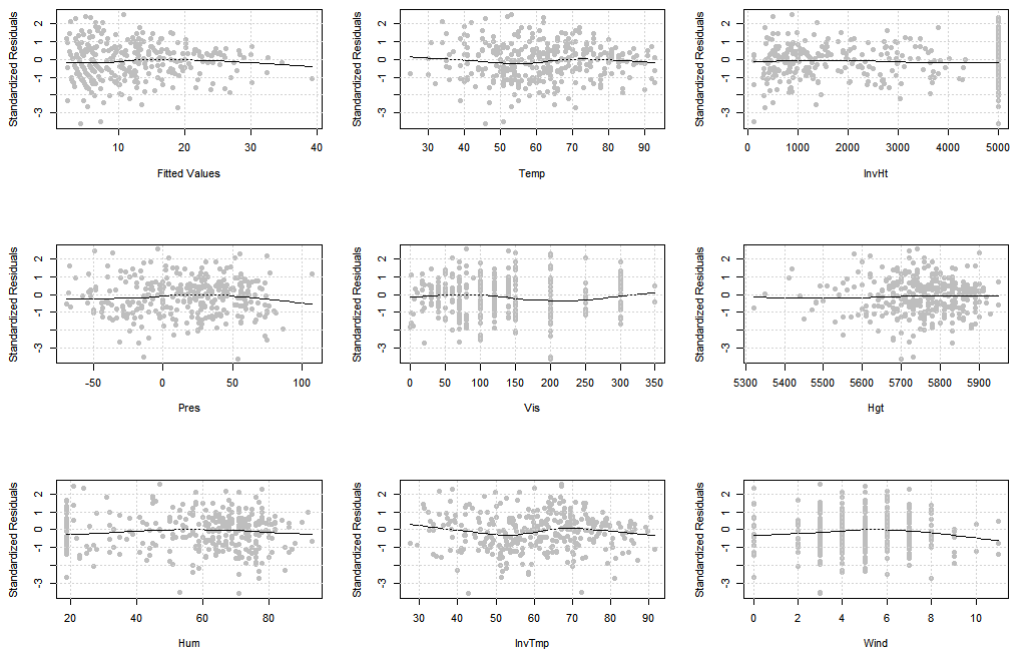 Standardized Residuals
2
1
0
-1
-3
10 20 30 40
Fitted Values
Standardized Residuals
2
1
0
-1
-3
30 40 50 60 70 80 90
Temp
Standardized Residuals
2
1
0
-1
-3
0 1000 2000 3000 4000 5000
InvHt
Standardized Residuals
2
1
0
-1
-3
-50 0 50 100
Pres
Standardized Residuals
2
1
0
-1
-3
0 50 100 150 200 250 300 350
Vis
Standardized Residuals
2
1
0
-1
-3
5300 5400 5500 5600 5700 5800 5900
Hgt
Standardized Residuals
2
1
0
-1
-3
20 40 60 80
Hum
Standardized Residuals
2
1
0
-1
-3
30 40 50 60 70 80 90
InvTmp
Standardized Residuals
2
1
0
-1
-3
0 2 4 6 8 10
Wind